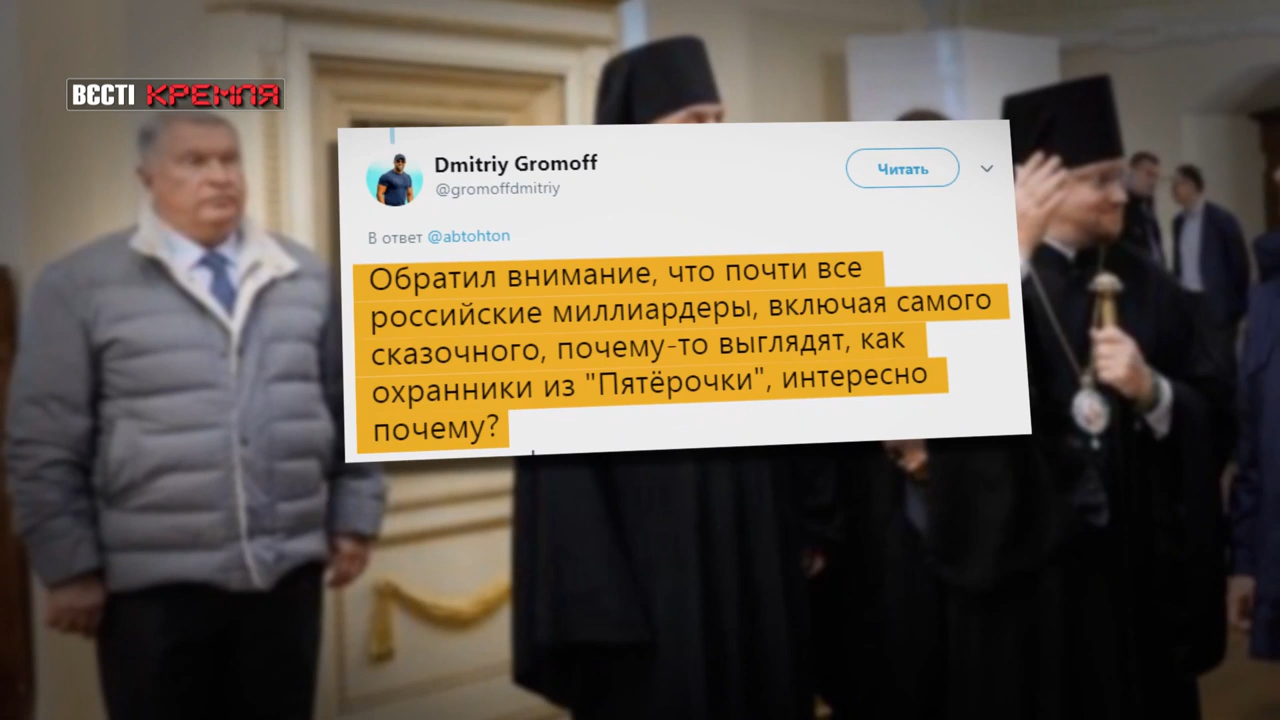 ВЄСТІ КРЕМЛЯ
Dmitriy Gromoff
@gromoffdmitriy
Читать
В ответ @abtohton
Обратил внимание, что почти все
российские миллиардеры, включая самого
сказочного, почему-то выглядят, как
охранники из "Пятёрочки", интересно
почему?